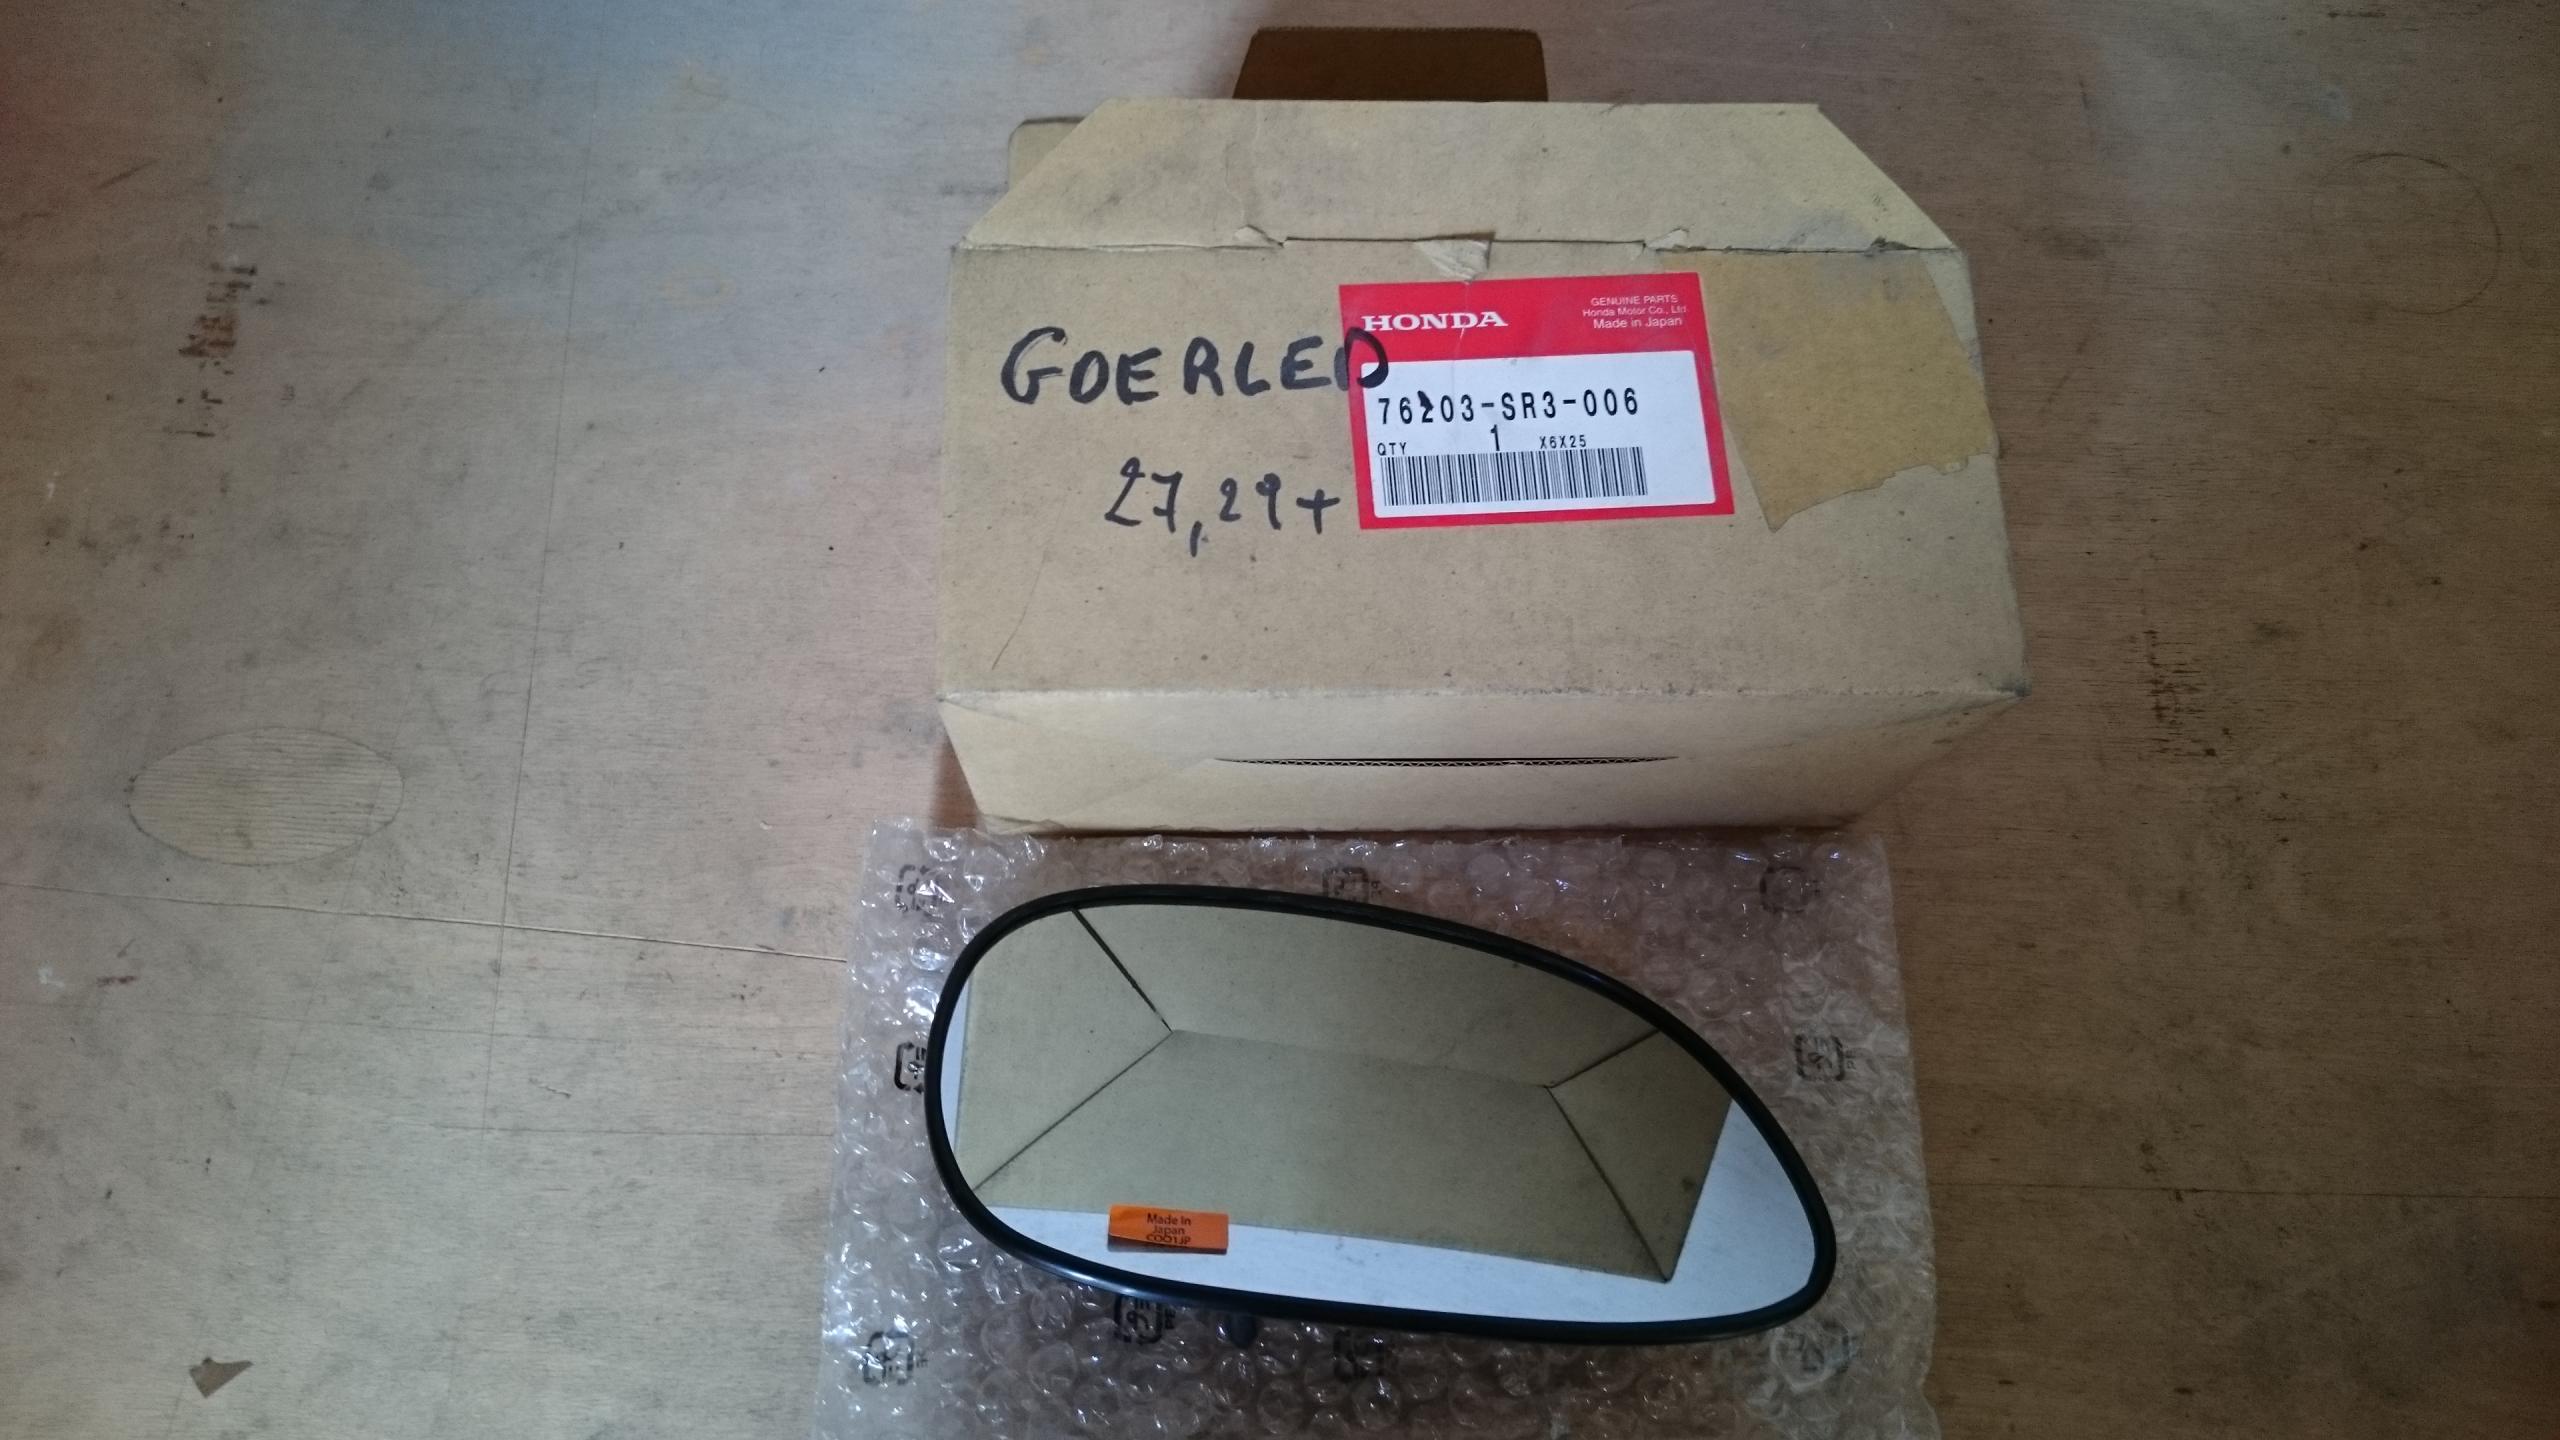 HONDA
GENUINE PARTS
Honda Motor Co., Ltd.
Made in Japan
GOERLED
76203-SR3-006
QTY 1 X6X25
27,29+
Made In
Japan
COO1JP